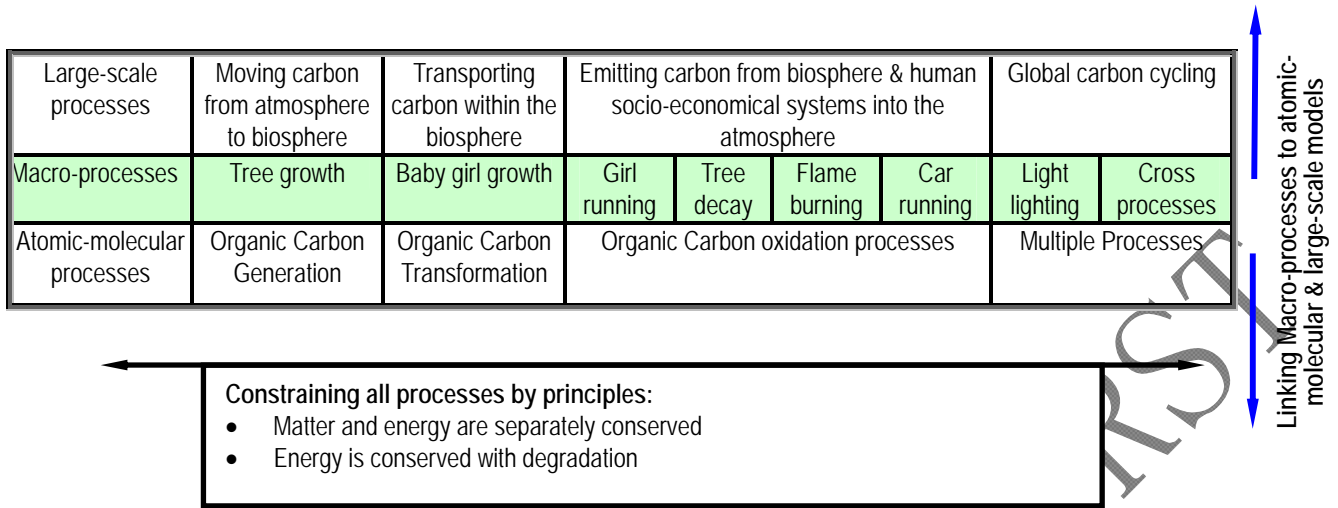 Large-scale processes
Moving carbon from atmosphere to biosphere
Transporting carbon within the biosphere
Emitting carbon from biosphere & human socio-economical systems into the atmosphere
Global carbon cycling
Macro-processes
Tree growth
Baby girl growth
Girl running
Tree decay
Flame burning
Car running
Light lighting
Cross processes
Atomic-molecular processes
Organic Carbon Generation
Organic Carbon Transformation
Organic Carbon oxidation processes
Multiple Processes
Constraining all processes by principles:
• Matter and energy are separately conserved
• Energy is conserved with degradation
Linking Macro-processes to atomic-
molecular & large-scale models
RST